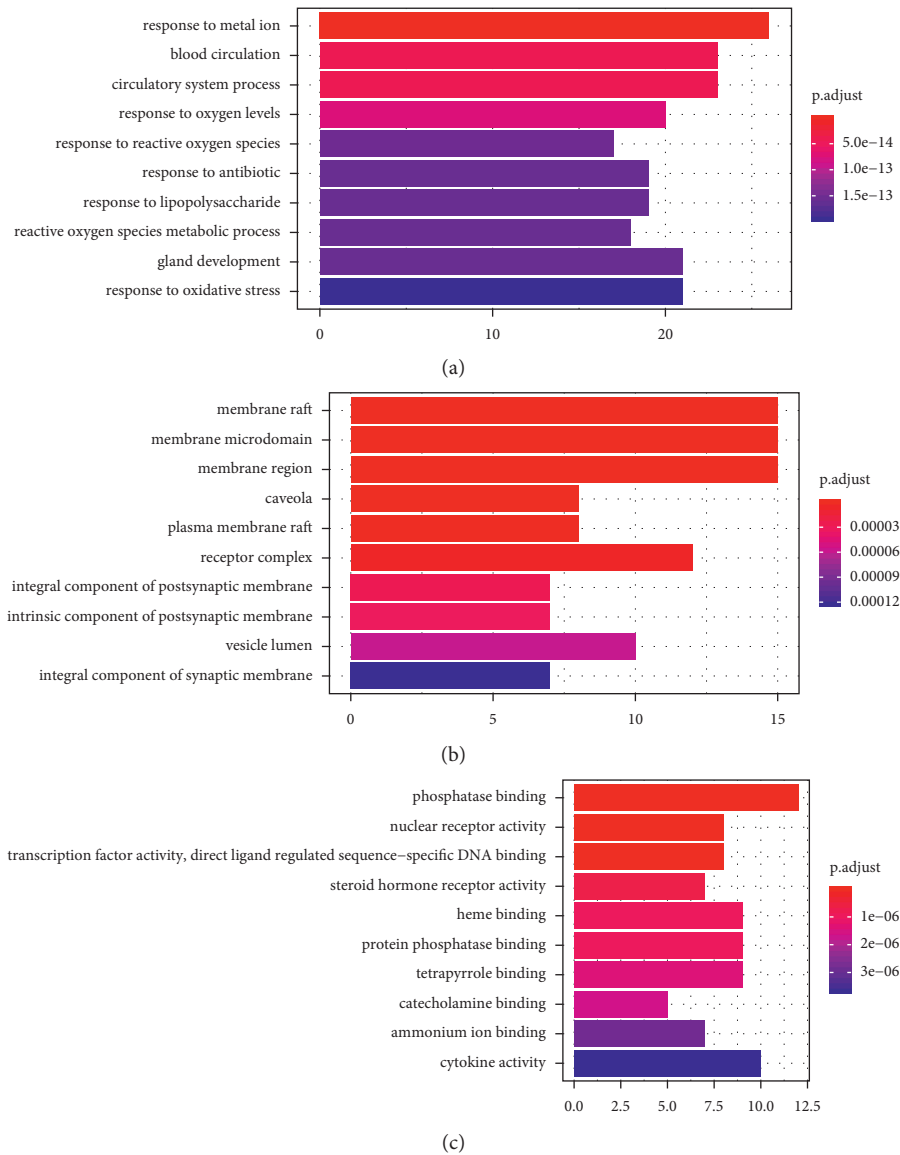 response to metal ion
blood circulation
circulatory system process
response to oxygen levels
response to reactive oxygen species
response to antibiotic
response to lipopolysaccharide
reactive oxygen species metabolic process
gland development
response to oxidative stress
0 10 20
p.adjust
5.0e−14
1.0e−13
1.5e−13
(a)
membrane raft
membrane microdomain
membrane region
caveola
plasma membrane raft
receptor complex
integral component of postsynaptic membrane
intrinsic component of postsynaptic membrane
vesicle lumen
integral component of synaptic membrane
0 5 10 15
p.adjust
0.00003
0.00006
0.00009
0.00012
(b)
phosphatase binding
nuclear receptor activity
transcription factor activity, direct ligand regulated sequence−specific DNA binding
steroid hormone receptor activity
heme binding
protein phosphatase binding
tetrapyrrole binding
catecholamine binding
ammonium ion binding
cytokine activity
0.0 2.5 5.0 7.5 10.0 12.5
p.adjust
1e−06
2e−06
3e−06
(c)